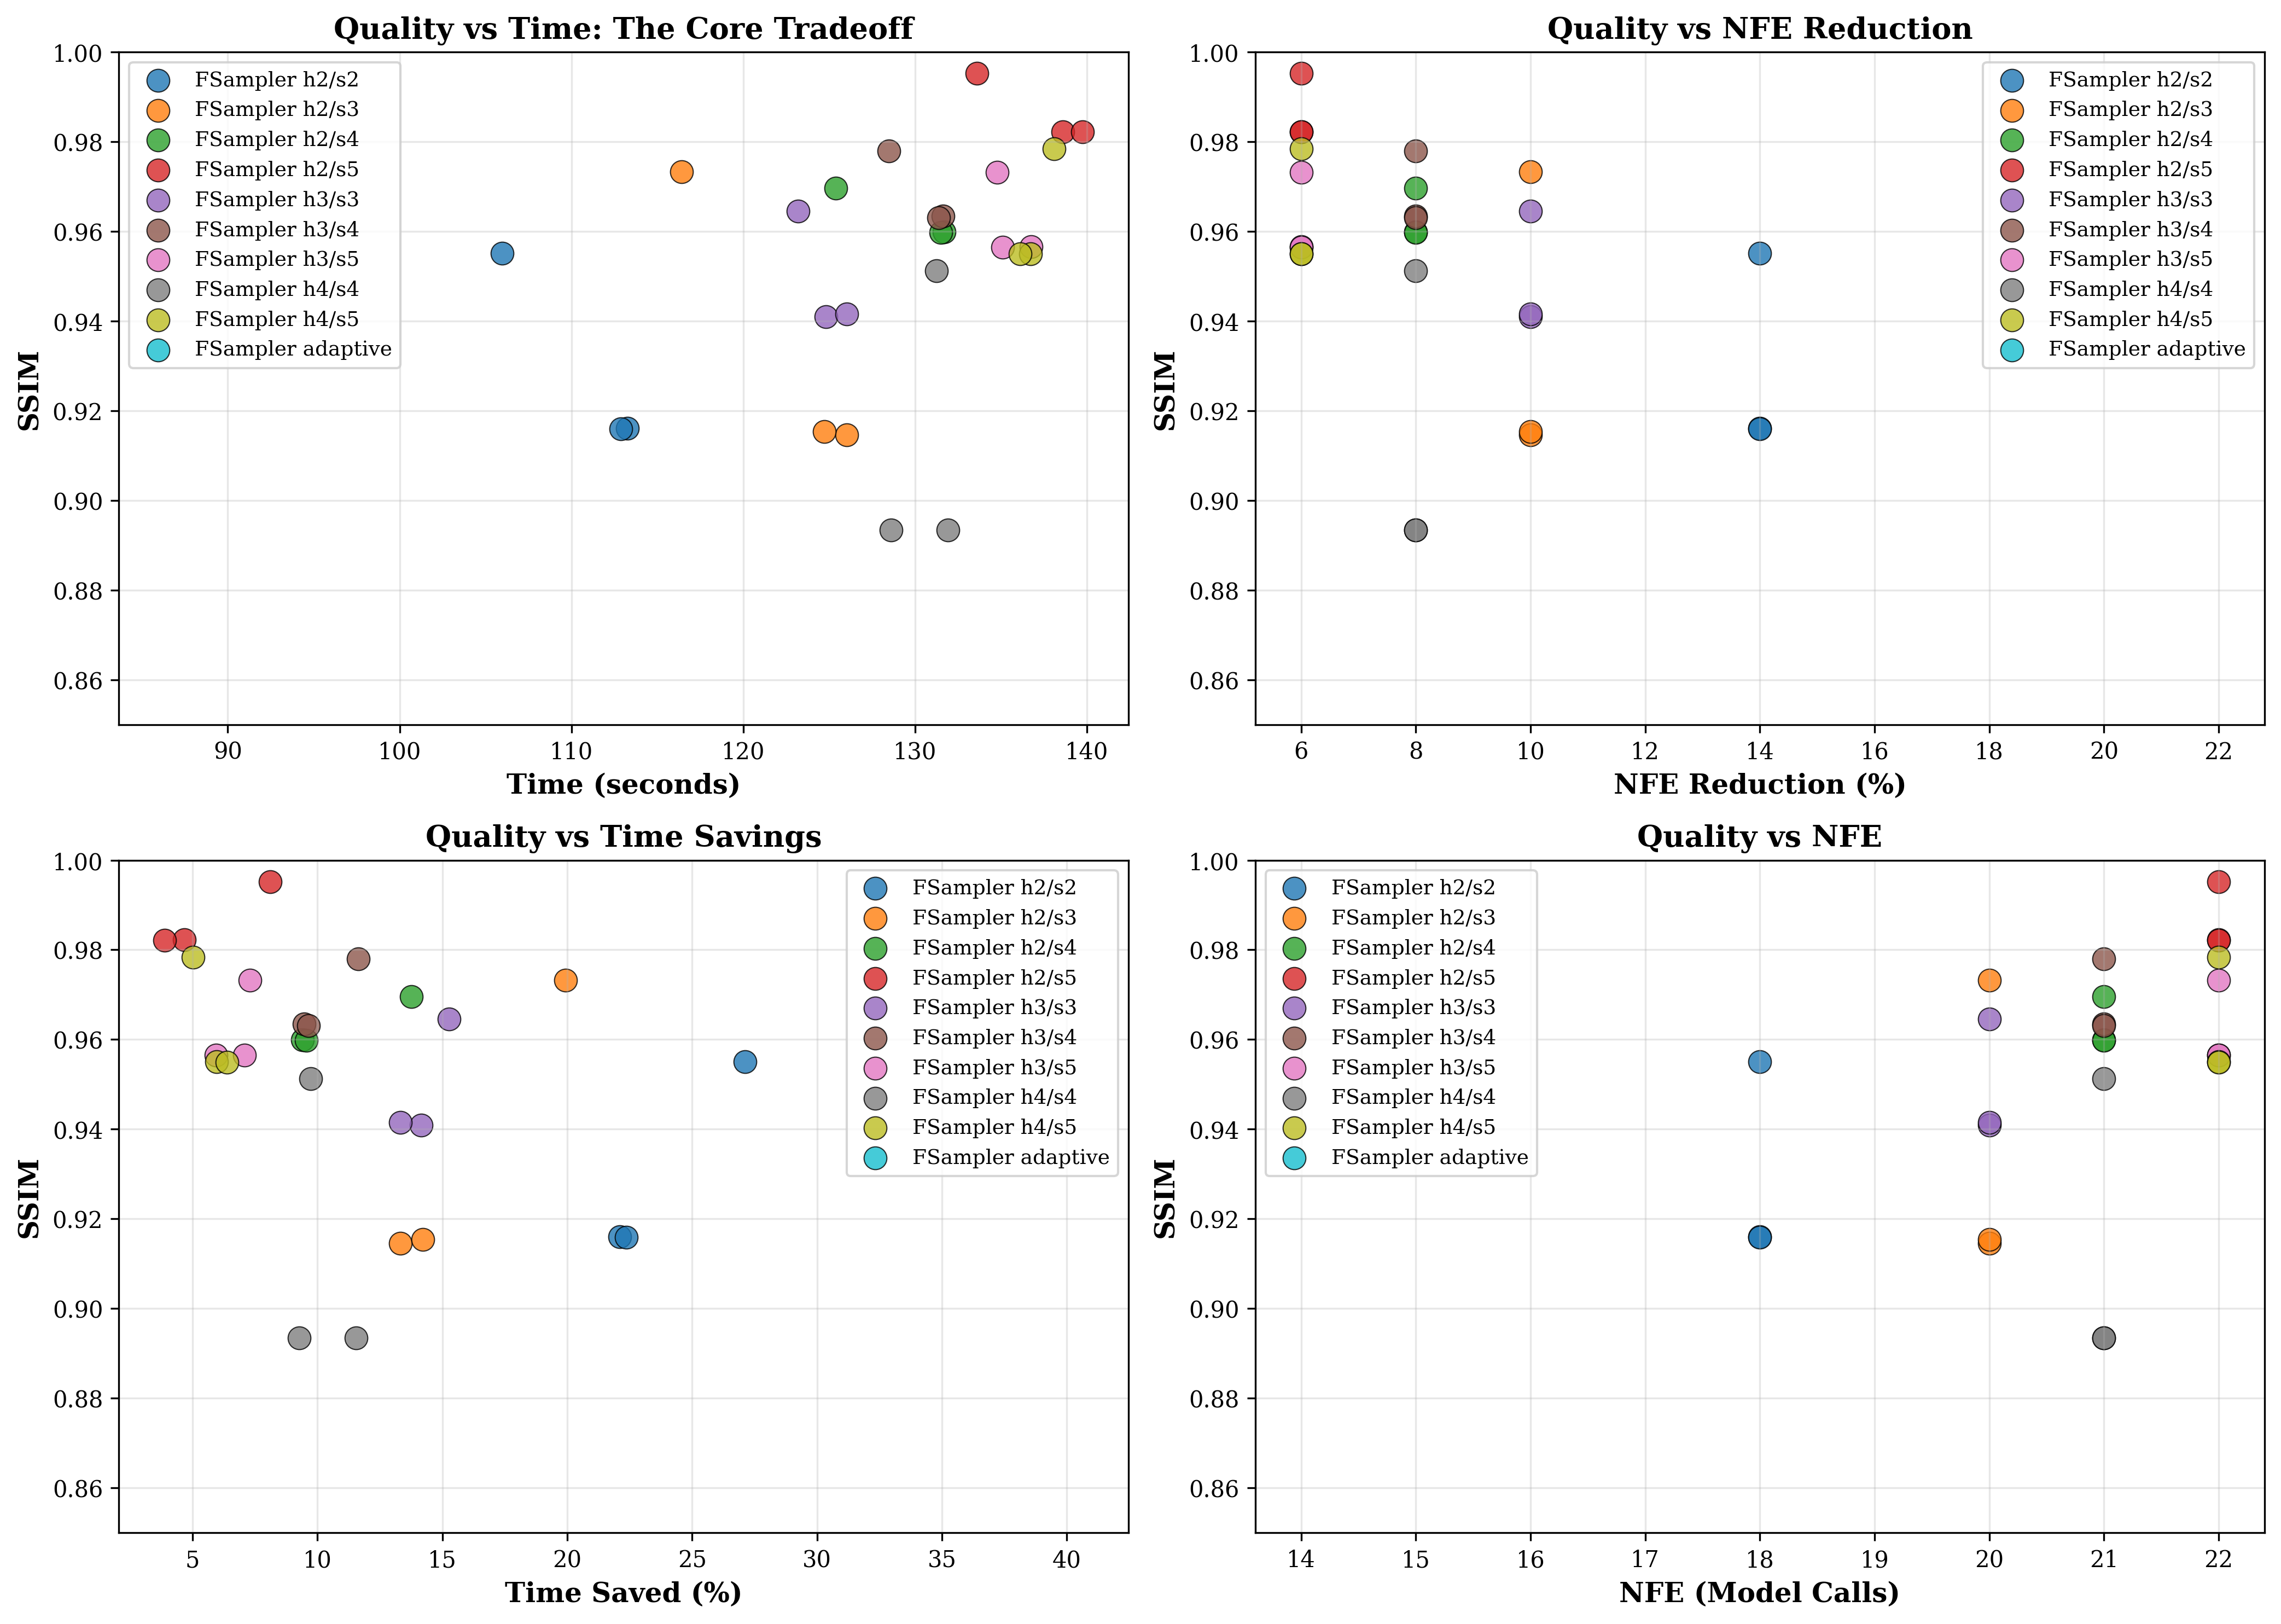 Quality vs Time: The Core Tradeoff
1.00
0.98
0.96
0.94
0.92
0.90
0.88
0.86
SSIM
FSampler h2/s2
FSampler h2/s3
FSampler h2/s4
FSampler h2/s5
FSampler h3/s3
FSampler h3/s4
FSampler h3/s5
FSampler h4/s4
FSampler h4/s5
FSampler adaptive
90 100 110 120 130 140
Time (seconds)
Quality vs NFE Reduction
1.00
0.98
0.96
0.94
0.92
0.90
0.88
0.86
SSIM
FSampler h2/s2
FSampler h2/s3
FSampler h2/s4
FSampler h2/s5
FSampler h3/s3
FSampler h3/s4
FSampler h3/s5
FSampler h4/s4
FSampler h4/s5
FSampler adaptive
6 8 10 12 14 16 18 20 22
NFE Reduction (%)
Quality vs Time Savings
1.00
0.98
0.96
0.94
0.92
0.90
0.88
0.86
SSIM
FSampler h2/s2
FSampler h2/s3
FSampler h2/s4
FSampler h2/s5
FSampler h3/s3
FSampler h3/s4
FSampler h3/s5
FSampler h4/s4
FSampler h4/s5
FSampler adaptive
5 10 15 20 25 30 35 40
Time Saved (%)
Quality vs NFE
1.00
0.98
0.96
0.94
0.92
0.90
0.88
0.86
SSIM
FSampler h2/s2
FSampler h2/s3
FSampler h2/s4
FSampler h2/s5
FSampler h3/s3
FSampler h3/s4
FSampler h3/s5
FSampler h4/s4
FSampler h4/s5
FSampler adaptive
14 15 16 17 18 19 20 21 22
NFE (Model Calls)